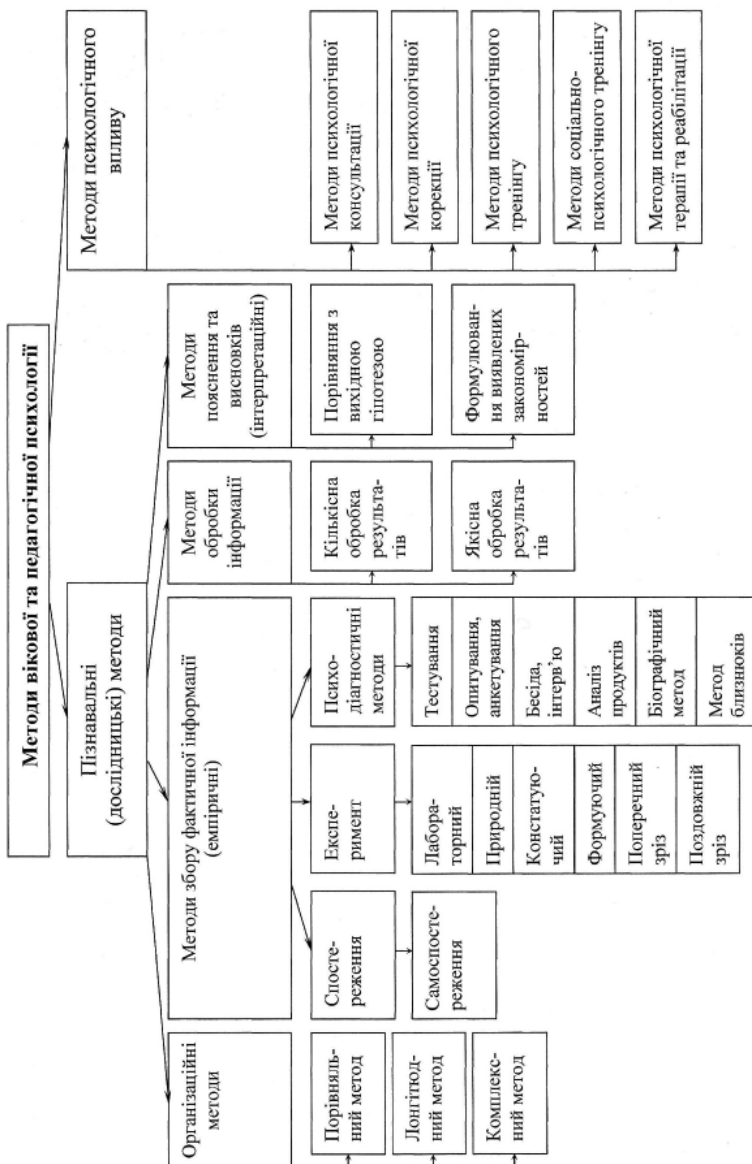 Методи вікової та педагогічної психології
Пізнавальні
(дослідницькі) методи
Методи психологічного
впливу
Організаційні
методи
Методи збору фактичної інформації
(емпіричні)
Методи
обробки
інформації
Методи
пояснення та
висновків
(інтерпретаційні)
Порівняль-
ний метод
Лонгітюд-
ний метод
Комплекс-
ний метод
Спосте-
реження
Самоспосте-
реження
Експе-
римент
Лабора-
торний
Природній
Констатую-
чий
Формуючий
Поперечний
зріз
Поздовжній
зріз
Психо-
діагностичні
методи
Тестування
Опитування,
анкетування
Бесіда,
інтерв’ю
Аналіз
продуктів
Біографічний
метод
Метод
близнюків
Кількісна
обробка
результа-
тів
Якісна
обробка
результа-
тів
Порівняння з
вихідною
гіпотезою
Формулюван-
ня виявлених
закономір-
ностей
Методи психологічної
консультації
Методи психологічної
корекції
Методи психологічного
тренінгу
Методи соціально-
психологічного тренінгу
Методи психологічної
терапії та реабілітації